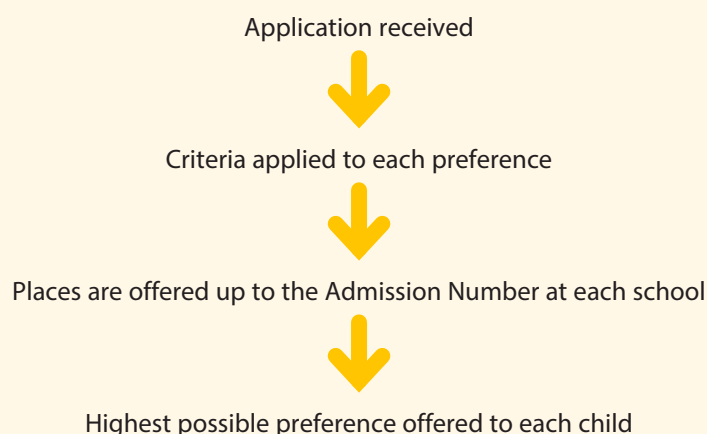 Application received
Criteria applied to each preference
Places are offered up to the Admission Number at each school
Highest possible preference offered to each child